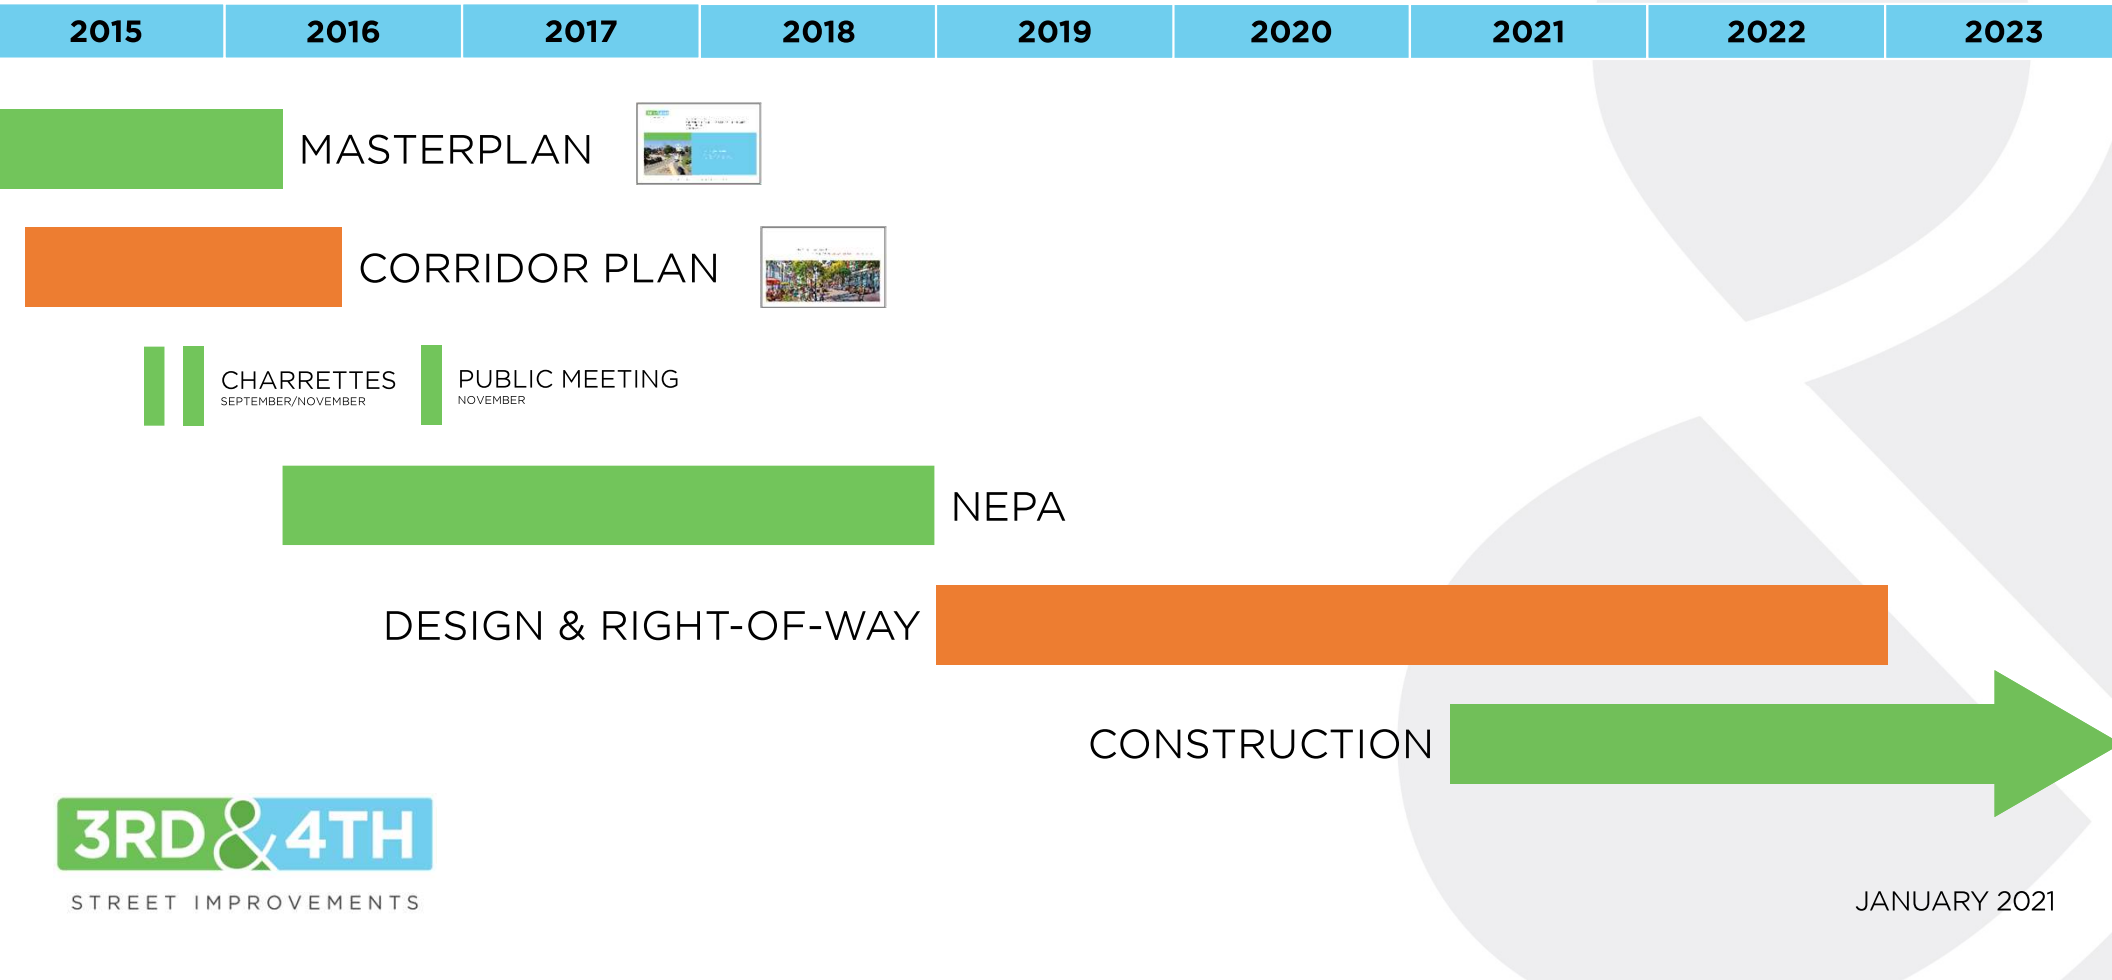 2015 2016 2017 2018 2019 2020 2021 2022 2023
MASTERPLAN
CORRIDOR PLAN
CHARRETTES
SEPTEMBER/NOVEMBER
PUBLIC MEETING
NOVEMBER
NEPA
DESIGN & RIGHT-OF-WAY
CONSTRUCTION
3RD & 4TH
STREET IMPROVEMENTS
JANUARY 2021